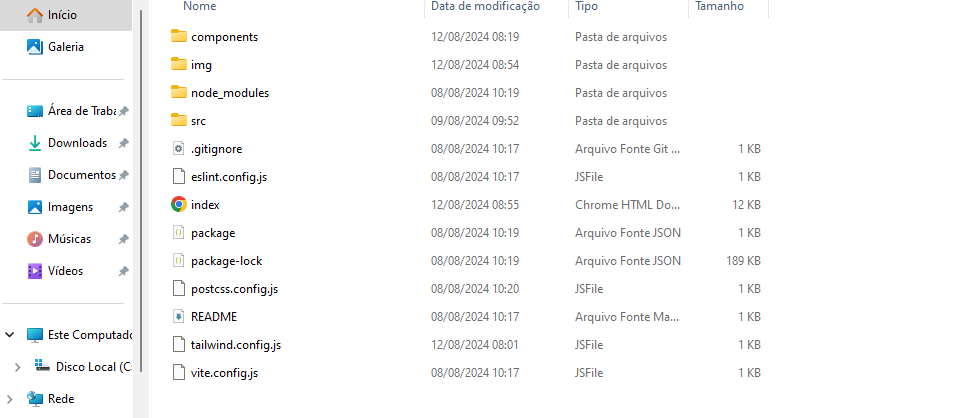 Início
Galeria
Área de Traba
Downloads
Documentos
Imagens
Músicas
Vídeos
Este Computado
Disco Local (C:
Rede
Nome Data de modificação Tipo Tamanho
components 12/08/2024 08:19 Pasta de arquivos
img 12/08/2024 08:54 Pasta de arquivos
node_modules 08/08/2024 10:19 Pasta de arquivos
src 09/08/2024 09:52 Pasta de arquivos
.gitignore 08/08/2024 10:17 Arquivo Fonte Git ... 1 KB
eslint.config.js 08/08/2024 10:17 JSFile 1 KB
index 12/08/2024 08:55 Chrome HTML Do... 12 KB
package 08/08/2024 10:19 Arquivo Fonte JSON 1 KB
package-lock 08/08/2024 10:19 Arquivo Fonte JSON 189 KB
postcss.config.js 08/08/2024 10:20 JSFile 1 KB
README 08/08/2024 10:17 Arquivo Fonte Ma... 1 KB
tailwind.config.js 12/08/2024 08:01 JSFile 1 KB
vite.config.js 08/08/2024 10:17 JSFile 1 KB